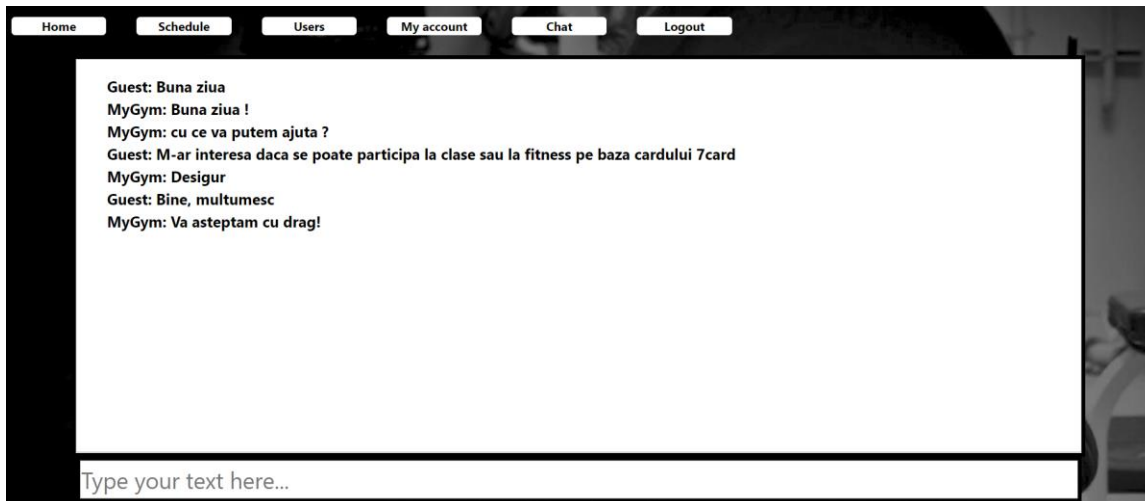 Home Schedule Users My account Chat Logout
Guest: Buna ziua
MyGym: Buna ziua !
MyGym: cu ce va putem ajuta ?
Guest: M-ar interesa daca se poate participa la clase sau la fitness pe baza cardului 7card
MyGym: Desigur
Guest: Bine, multumesc
MyGym: Va asteptam cu drag!
Type your text here...